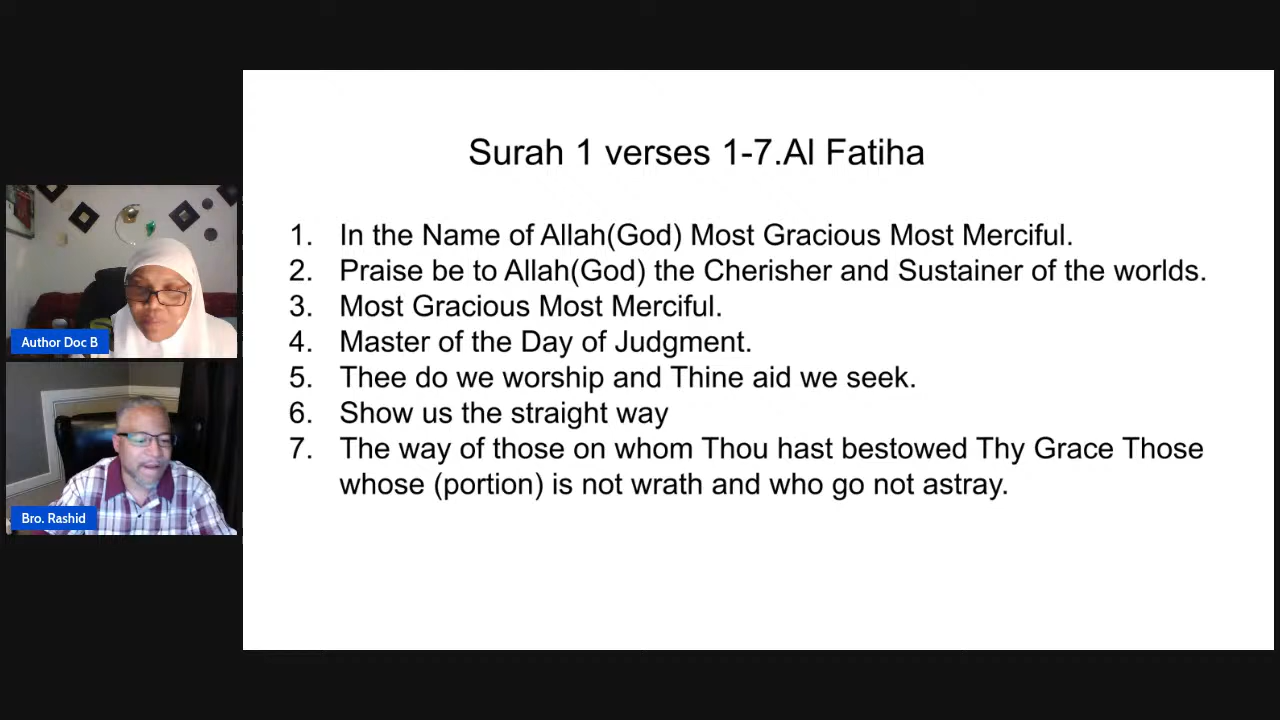 Surah 1 verses 1-7.Al Fatiha
1. In the Name of Allah(God) Most Gracious Most Merciful.
2. Praise be to Allah(God) the Cherisher and Sustainer of the worlds.
3. Most Gracious Most Merciful.
4. Master of the Day of Judgment.
5. Thee do we worship and Thine aid we seek.
6. Show us the straight way
7. The way of those on whom Thou hast bestowed Thy Grace Those
whose (portion) is not wrath and who go not astray.
Author Doc B
Bro. Rashid